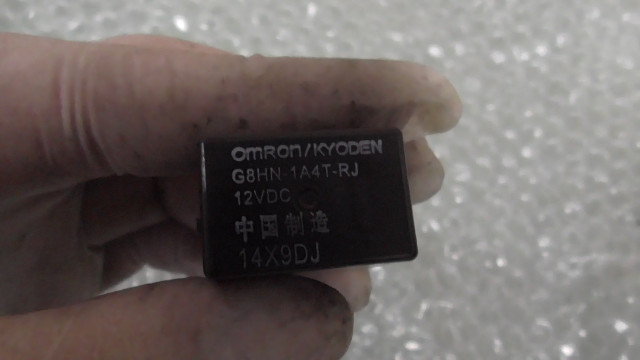 omRon/KYODEN
G8HN-1A4T-RJ
12VDC
中国制造
14X9DJ